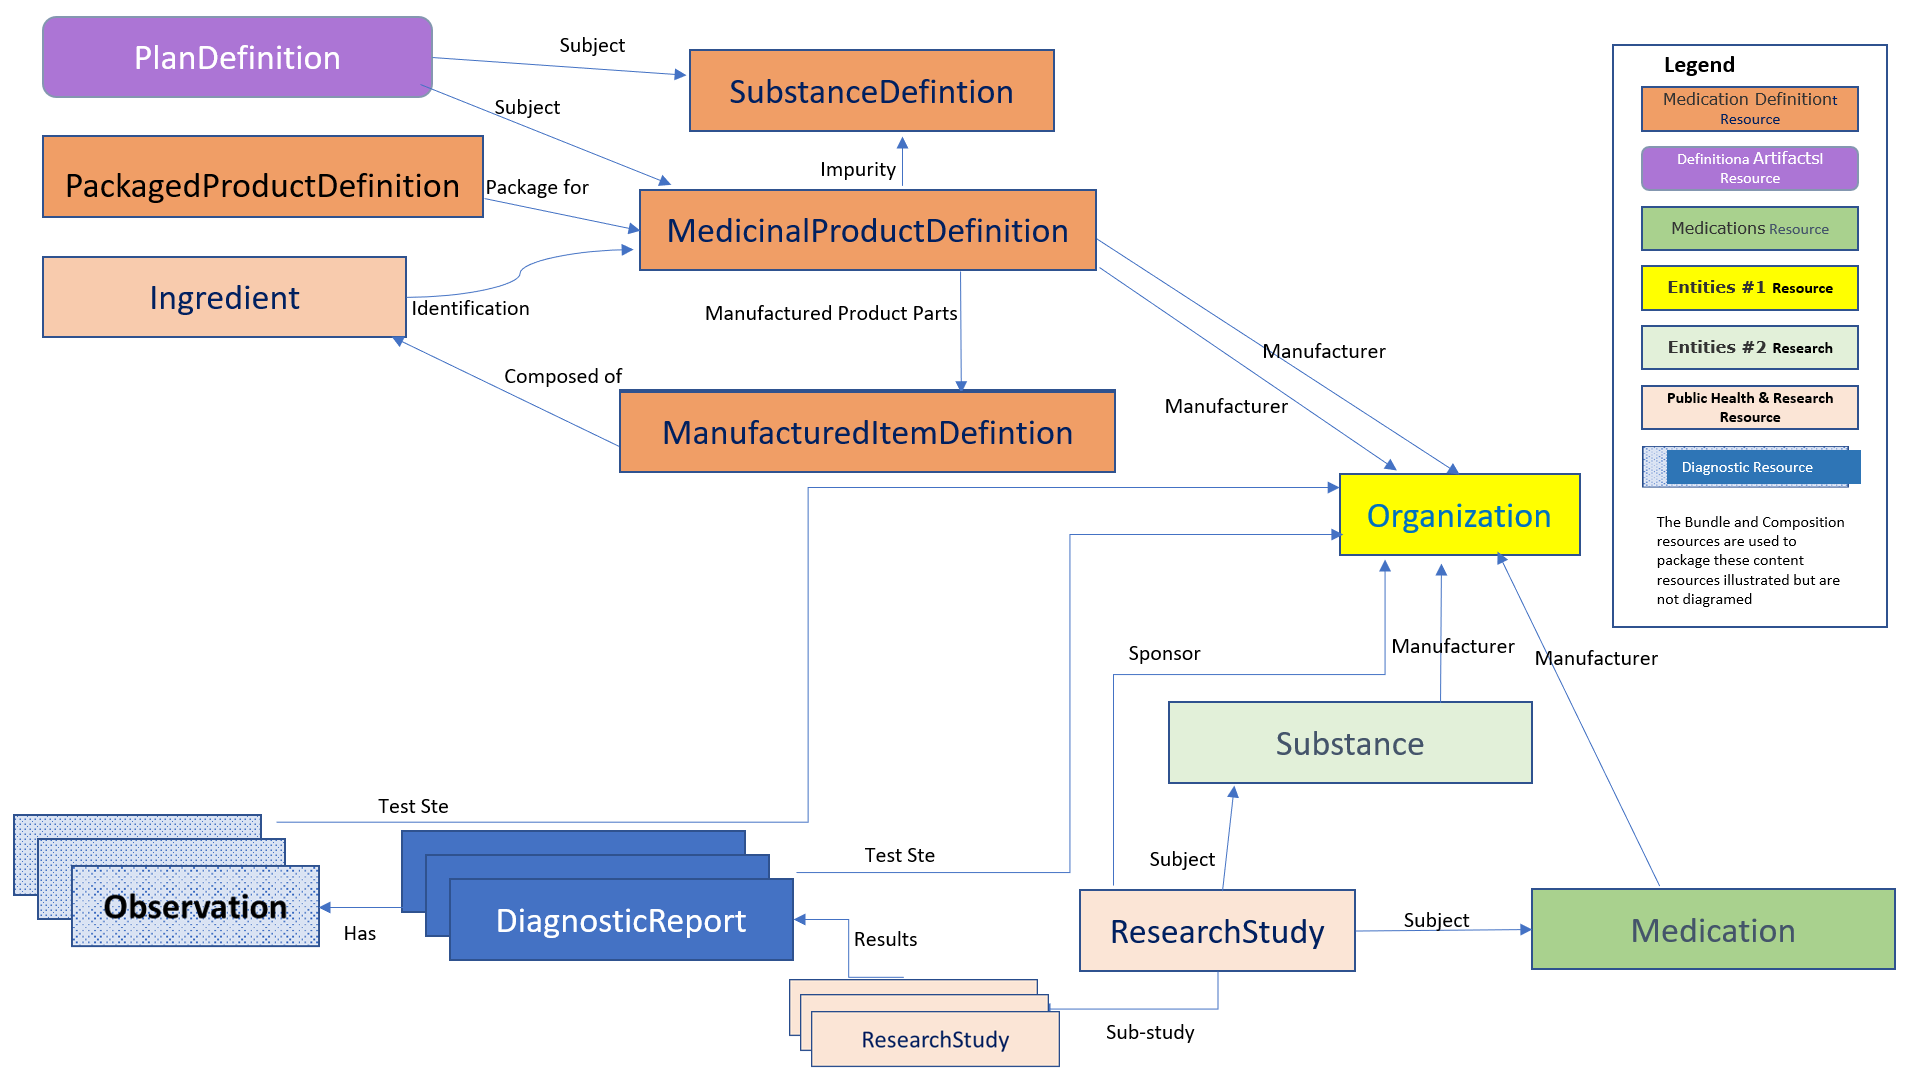 PlanDefinition
Subject
SubstanceDefintion
Subject
PackagedProductDefinition
Package for
Impurity
MedicinalProductDefinition
Ingredient
Identification
Manufactured Product Parts
Composed of
ManufacturedItemDefintion
Manufacturer
Manufacturer
Organization
Sponsor
Manufacturer
Manufacturer
Substance
Test Ste
Test Ste
Subject
Observation
Has
DiagnosticReport
Results
ResearchStudy
Subject
Medication
ResearchStudy
Sub-study
Legend
Medication Definitiont
Resource
Definitiona Artifactsl
Resource
Medications Resource
Entities #1 Resource
Entities #2 Research
Public Health & Research
Resource
Diagnostic Resource
The Bundle and Composition
resources are used to
package these content
resources illustrated but are
not diagramed